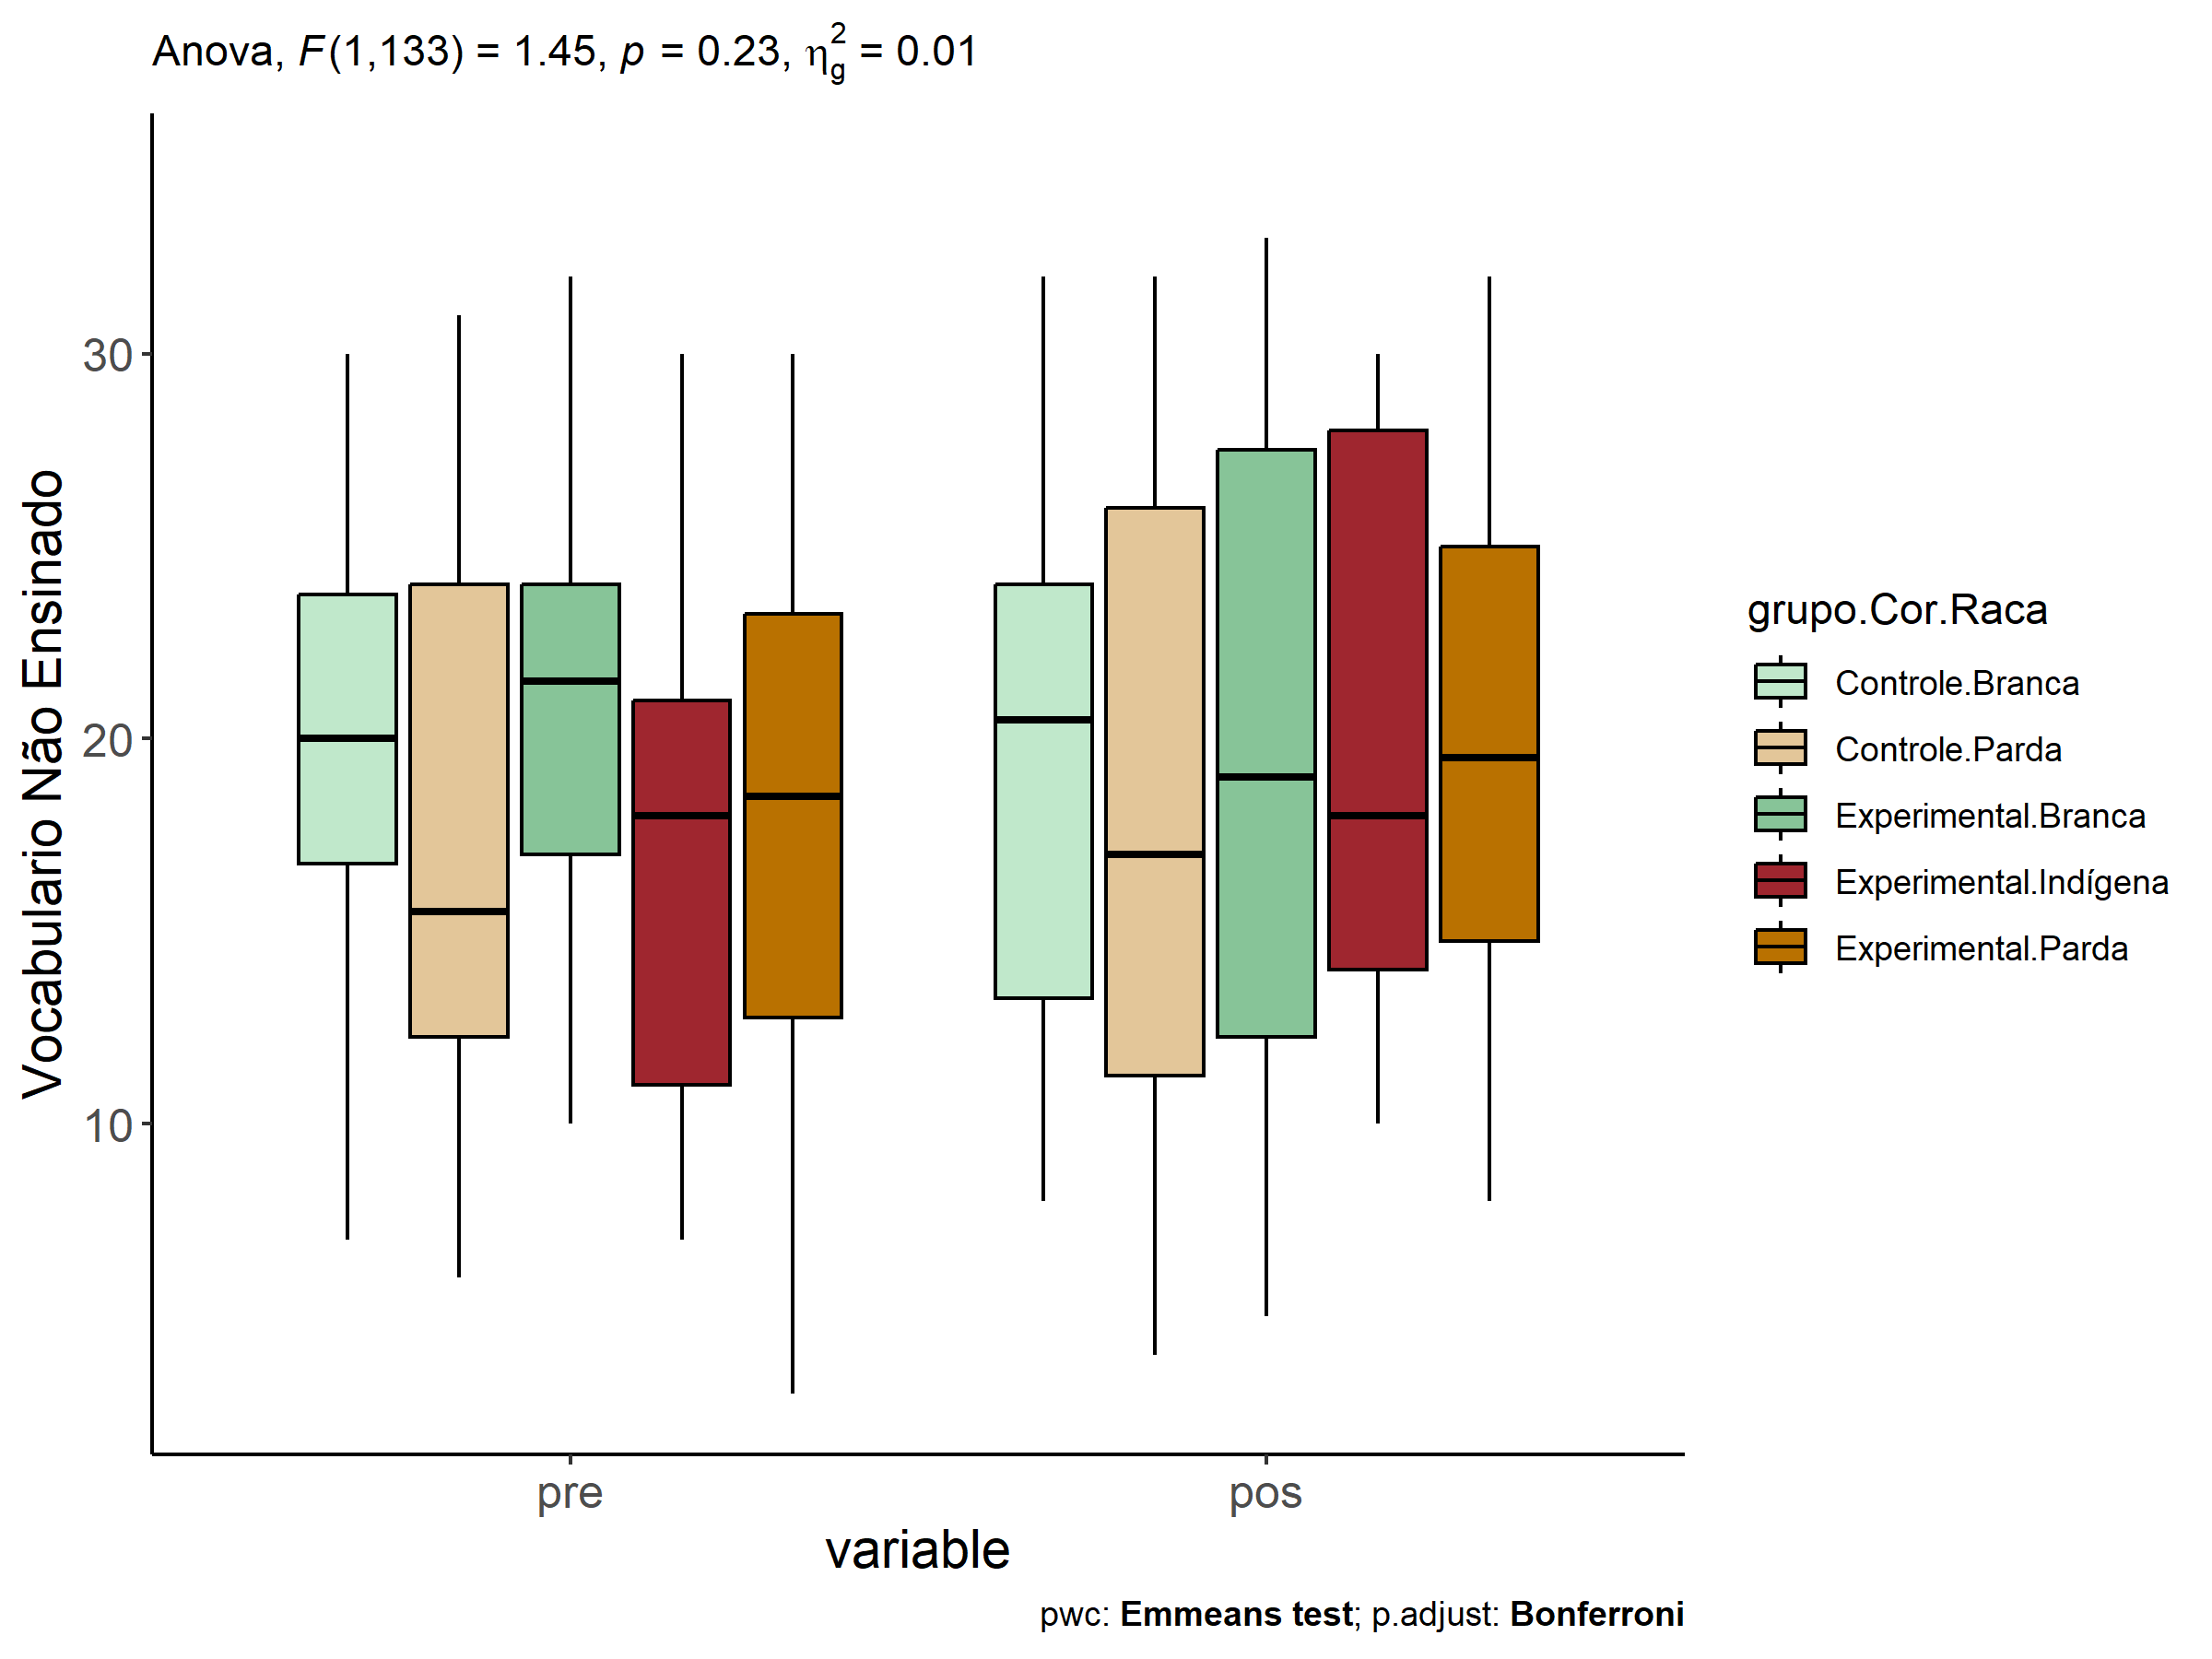 Anova, F(1,133) = 1.45, p = 0.23, η²g = 0.01
Vocabulario Não Ensinado
30
20
10
pre
pos
variable
grupo.Cor.Raca
Controle.Branca
Controle.Parda
Experimental.Branca
Experimental.Indígena
Experimental.Parda
pwc: Emmeans test; p.adjust: Bonferroni